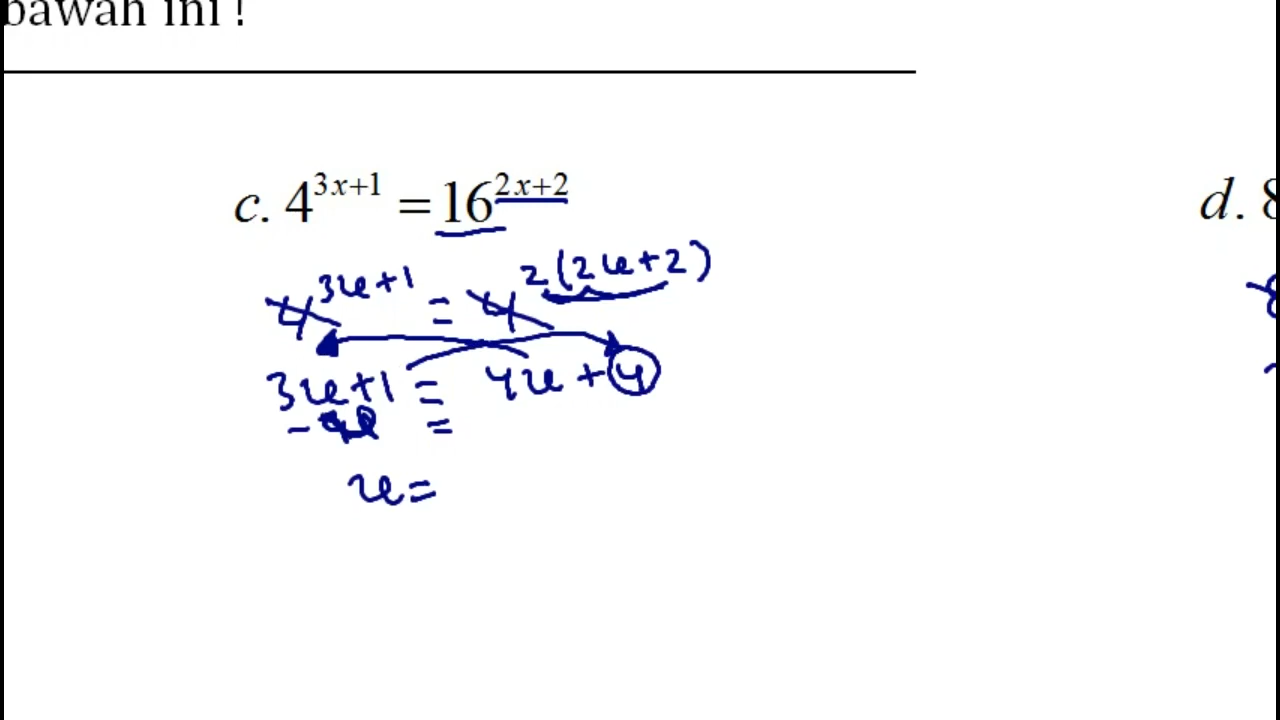 bawah ini !
c. 4^{3x+1} = 16^{2x+2}
d. 8
4^{3x+1} = 4^{2(2x+2)}
3x+1 = 4x+4
- =
x=